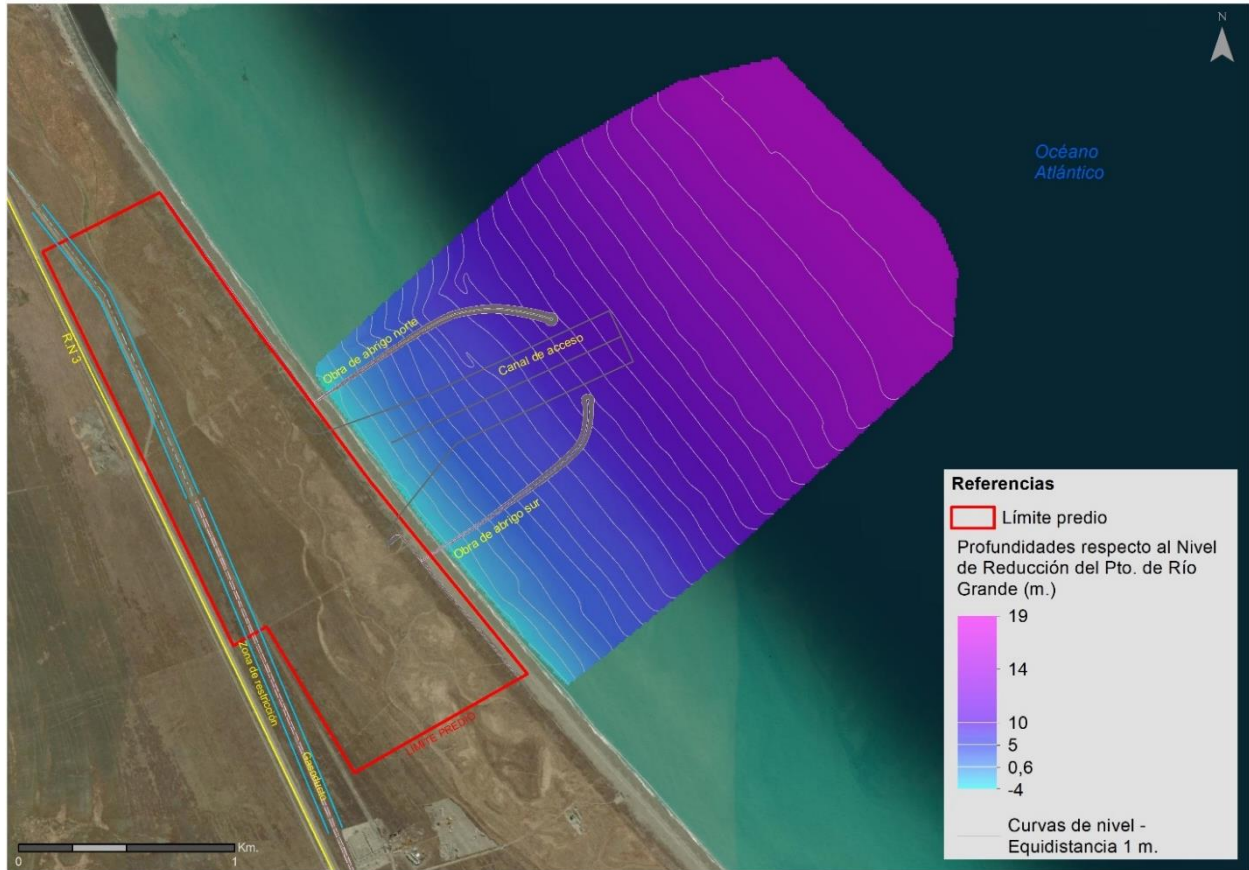 N
Océano
Atlántico
R.N 3
Obra de abrigo norte
Canal de acceso
Obra de abrigo sur
Zona de restricción
Gasoducto
LÍMITE PREDIO
Referencias
Límite predio
Profundidades respecto al Nivel
de Reducción del Pto. de Río
Grande (m.)
19
14
10
5
0,6
-4
Curvas de nivel -
Equidistancia 1 m.
0
1
Km.